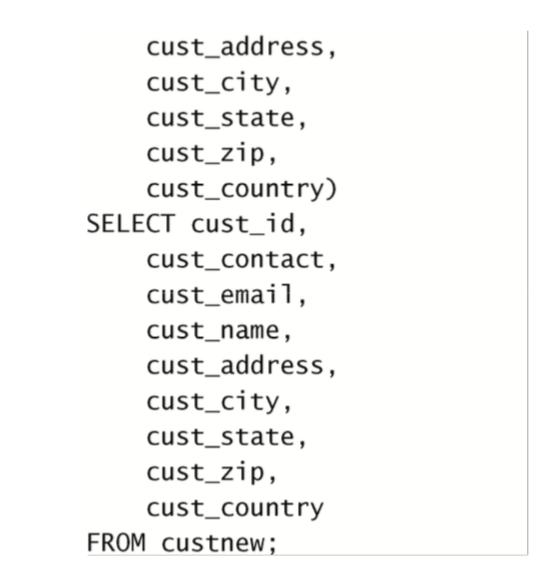 cust_address,
cust_city,
cust_state,
cust_zip,
cust_country)
SELECT cust_id,
cust_contact,
cust_email,
cust_name,
cust_address,
cust_city,
cust_state,
cust_zip,
cust_country
FROM custnew;